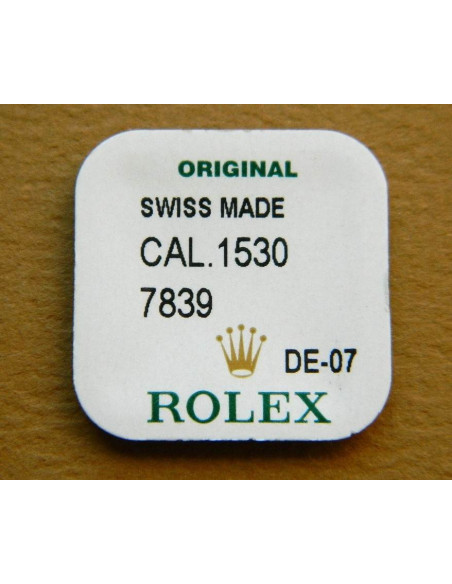 ORIGINAL
SWISS MADE
CAL.1530
7839
DE-07
ROLEX